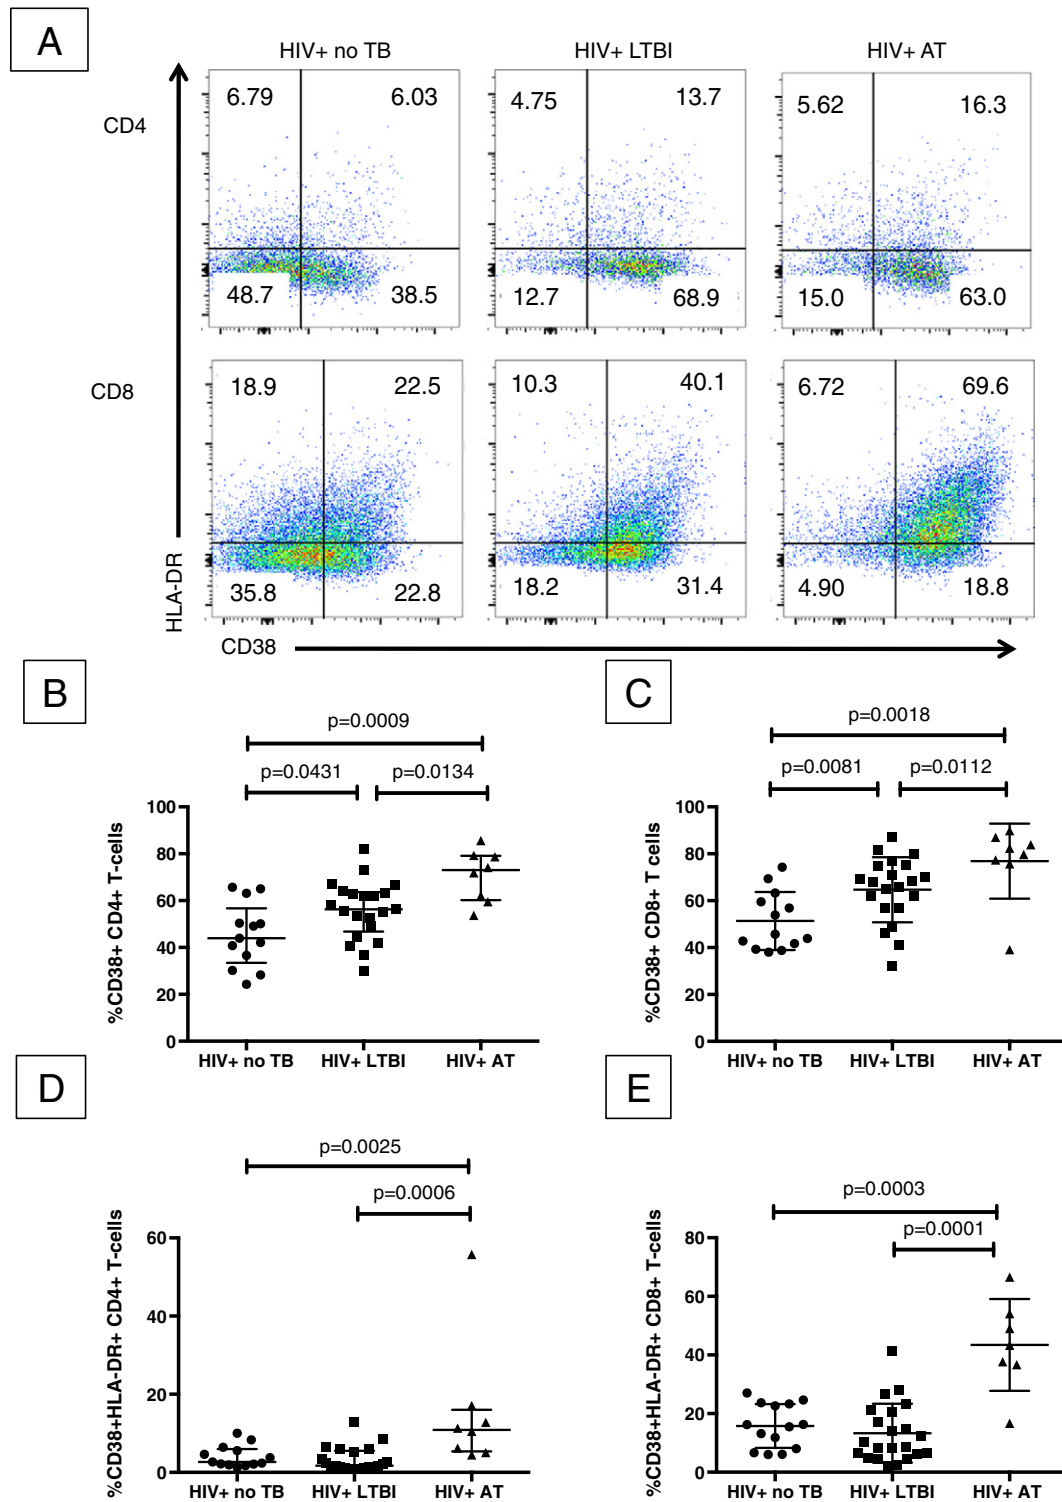 A
HIV+ no TB
HIV+ LTBI
HIV+ AT
CD4
6.79
6.03
4.75
13.7
5.62
16.3
48.7
38.5
12.7
68.9
15.0
63.0
CD8
18.9
22.5
10.3
40.1
6.72
69.6
35.8
22.8
18.2
31.4
4.90
18.8
HLA-DR
CD38
B
p=0.0009
p=0.0431
p=0.0134
%CD38+ CD4+ T-cells
100
80
60
40
20
0
HIV+ no TB
HIV+ LTBI
HIV+ AT
C
p=0.0018
p=0.0081
p=0.0112
%CD38+ CD8+ T cells
100
80
60
40
20
0
HIV+ no TB
HIV+ LTBI
HIV+ AT
D
p=0.0025
p=0.0006
%CD38+HLA-DR+ CD4+ T-cells
60
40
20
0
HIV+ no TB
HIV+ LTBI
HIV+ AT
E
p=0.0003
p=0.0001
%CD38+HLA-DR+ CD8+ T-cells
80
60
40
20
0
HIV+ no TB
HIV+ LTBI
HIV+ AT